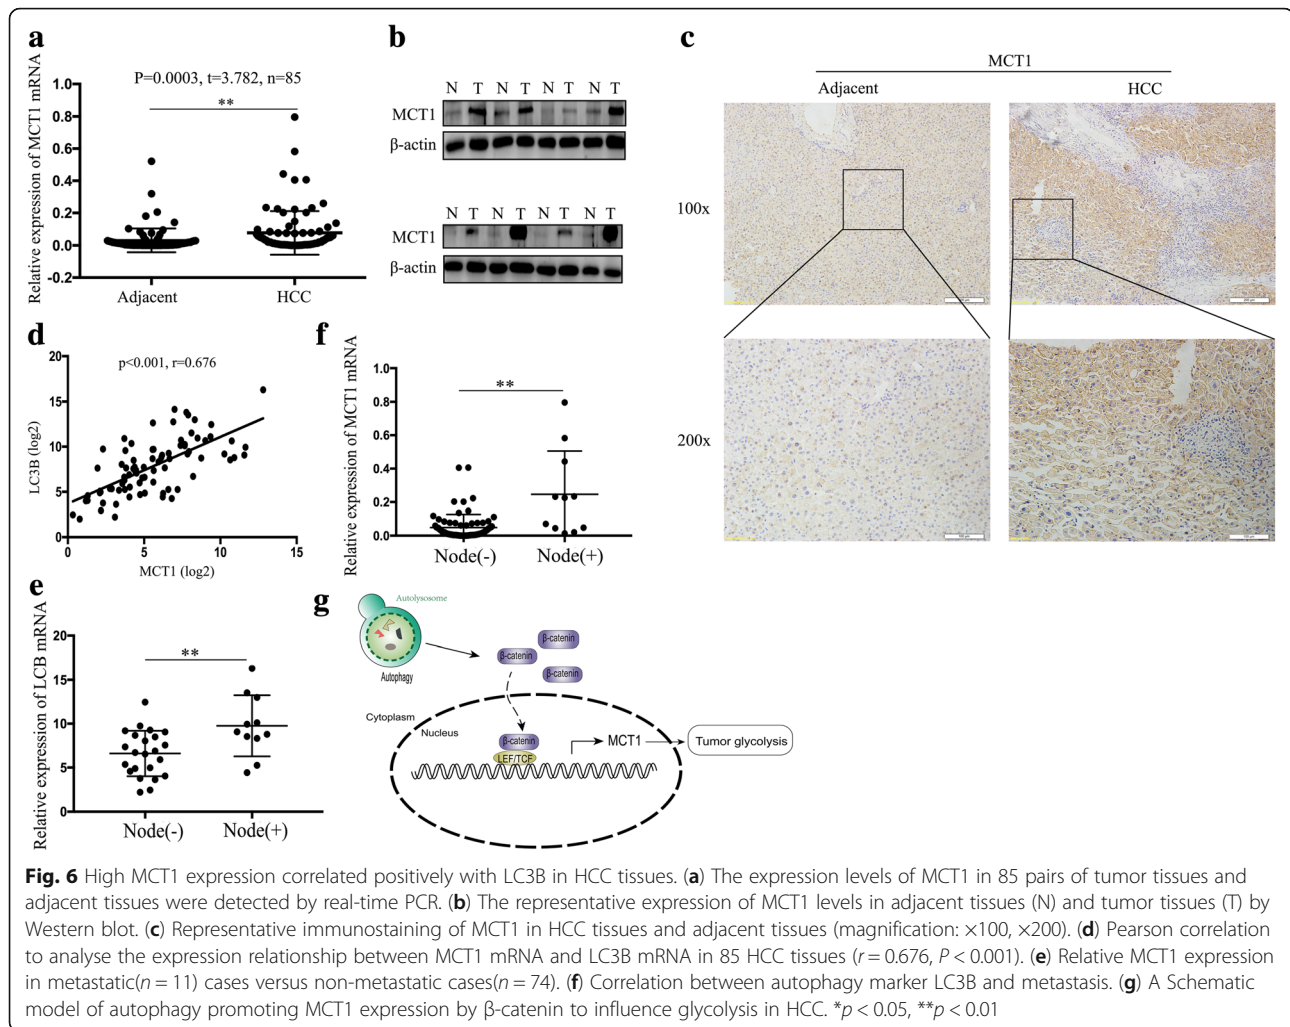 a
P=0.0003, t=3.782, n=85
**
Relative expression of MCT1 mRNA
1.0
0.8
0.6
0.4
0.2
0.0
-0.2
Adjacent
HCC
b
N T N T N T N T
MCT1
β-actin
N T N T N T N T
MCT1
β-actin
c
MCT1
Adjacent
HCC
100x
200x
d
p<0.001, r=0.676
LC3B (log2)
20
15
10
5
0
0 5 10 15
MCT1 (log2)
f
**
Relative expression of MCT1 mRNA
1.0
0.8
0.6
0.4
0.2
0.0
Node(-)
Node(+)
e
**
Relative expression of LCB mRNA
20
15
10
5
0
Node(-)
Node(+)
g
Autolysosome
Autophagy
β-catenin
β-catenin
β-catenin
Cytoplasm
Nucleus
β-catenin
LEF/TCF
MCT1
Tumor glycolysis
Fig. 6 High MCT1 expression correlated positively with LC3B in HCC tissues. (a) The expression levels of MCT1 in 85 pairs of tumor tissues and
adjacent tissues were detected by real-time PCR. (b) The representative expression of MCT1 levels in adjacent tissues (N) and tumor tissues (T) by
Western blot. (c) Representative immunostaining of MCT1 in HCC tissues and adjacent tissues (magnification: ×100, ×200). (d) Pearson correlation
to analyse the expression relationship between MCT1 mRNA and LC3B mRNA in 85 HCC tissues (r = 0.676, P < 0.001). (e) Relative MCT1 expression
in metastatic(n = 11) cases versus non-metastatic cases(n = 74). (f) Correlation between autophagy marker LC3B and metastasis. (g) A Schematic
model of autophagy promoting MCT1 expression by β-catenin to influence glycolysis in HCC. *p < 0.05, **p < 0.01